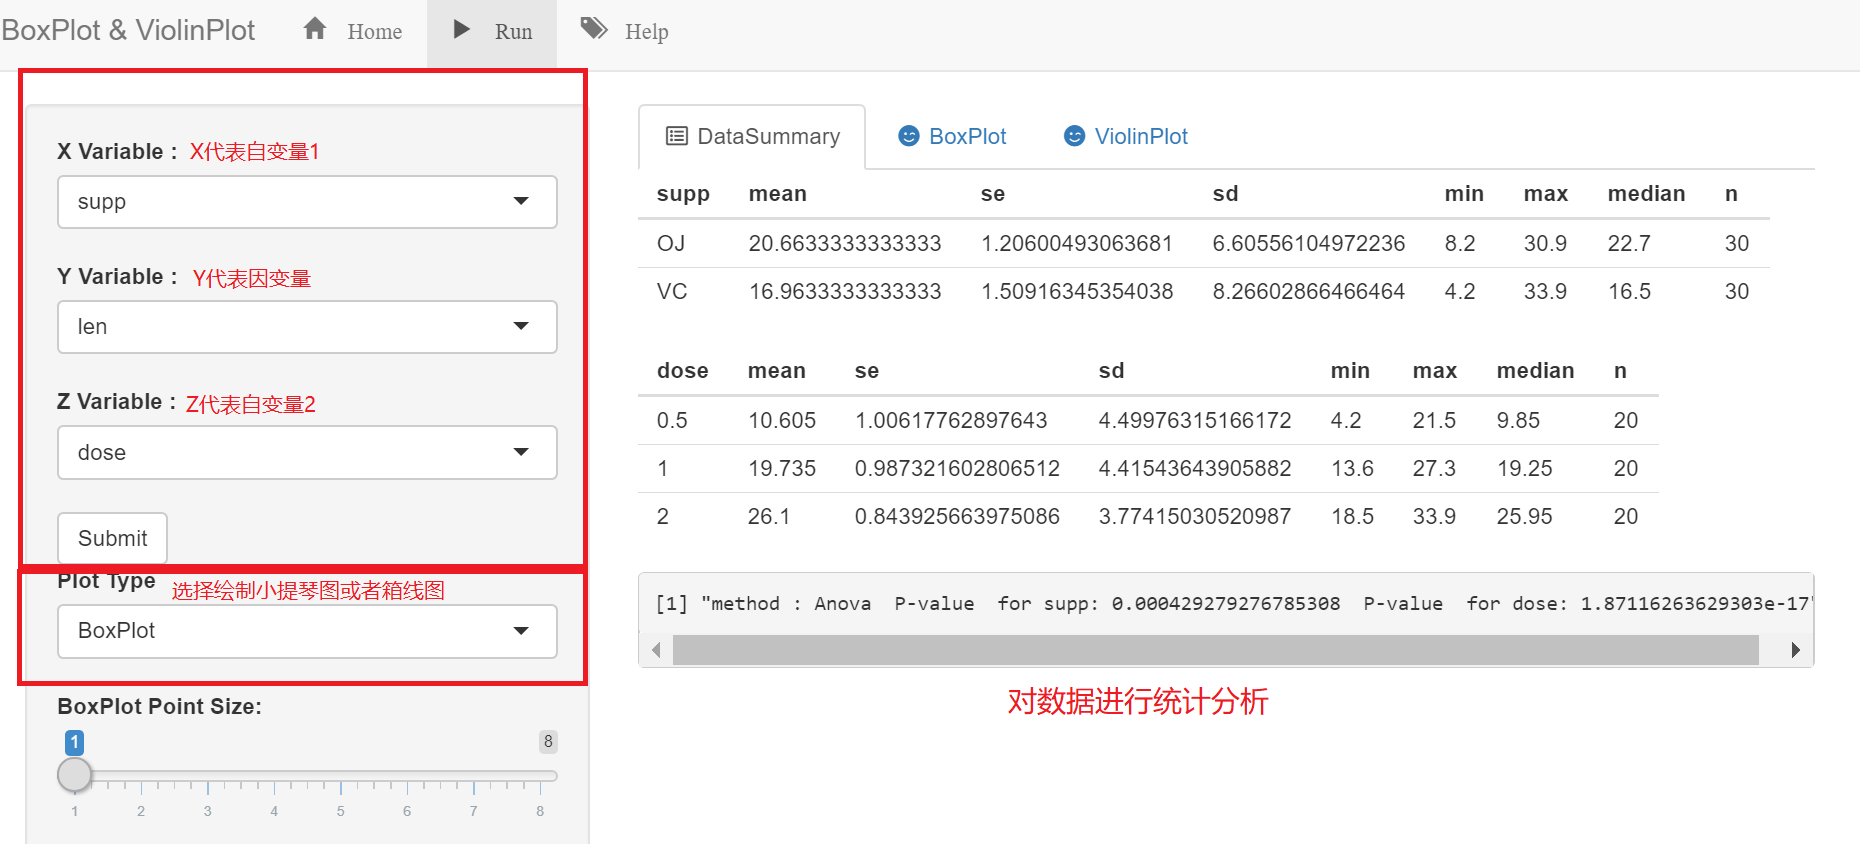 BoxPlot & ViolinPlot Home Run Help
X Variable : X代表自变量1
supp
Y Variable : Y代表因变量
len
Z Variable : Z代表自变量2
dose
Submit
Plot Type 选择绘制小提琴图或者箱线图
BoxPlot
BoxPlot Point Size:
1 8
1 2 3 4 5 6 7 8
DataSummary BoxPlot ViolinPlot
supp mean se sd min max median n
OJ 20.6633333333333 1.20600493063681 6.60556104972236 8.2 30.9 22.7 30
VC 16.9633333333333 1.50916345354038 8.26602866466464 4.2 33.9 16.5 30
dose mean se sd min max median n
0.5 10.605 1.00617762897643 4.49976315166172 4.2 21.5 9.85 20
1 19.735 0.987321602806512 4.41543643905882 13.6 27.3 19.25 20
2 26.1 0.843925663975086 3.77415030520987 18.5 33.9 25.95 20
[1] "method : Anova P-value for supp: 0.000429279276785308 P-value for dose: 1.87116263629303e-17"
对数据进行统计分析